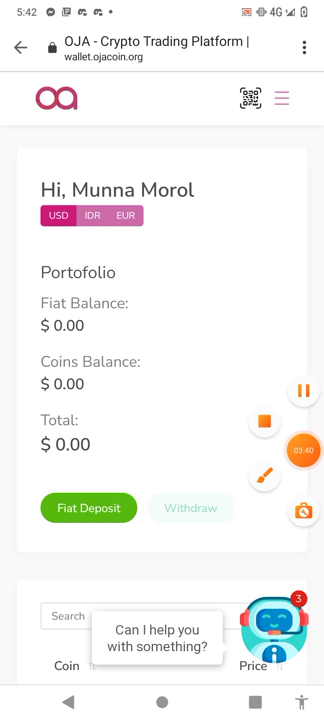 5:42
4G
OJA - Crypto Trading Platform |
wallet.ojacoin.org
oa
Hi, Munna Morol
USD IDR EUR
Portofolio
Fiat Balance:
$ 0.00
Coins Balance:
$ 0.00
Total:
$ 0.00
03:40
Fiat Deposit Withdraw
3
Search
Can I help you
with something?
Coin Price